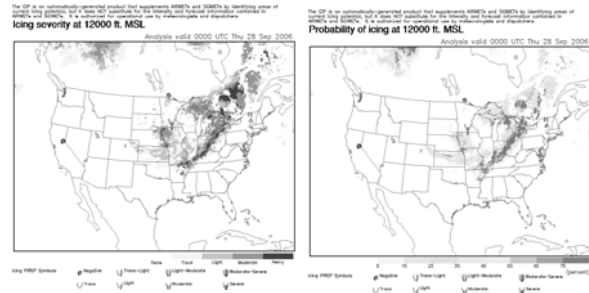 The CIP is an automatically-generated product that supplements AIRMETs and SIGMETs by identifying areas of
current icing potential, but it does NOT substitute for the intensity and forecast information contained in
AIRMETs and SIGMETs. It is authorized for operational use by meteorologists and dispatchers.
Icing severity at 12000 ft. MSL
Analysis valid 0000 UTC Thu 28 Sep 2006
None Trace Light Moderate Heavy
Icing PIREP Symbols
Negative Trace-Light Light-Moderate Moderate-Severe
Trace Light Moderate Severe
The CIP is an automatically-generated product that supplements AIRMETs and SIGMETs by identifying areas of
current icing potential, but it does NOT substitute for the intensity and forecast information contained in
AIRMETs and SIGMETs. It is authorized for operational use by meteorologists and dispatchers.
Probability of icing at 12000 ft. MSL
Analysis valid 0000 UTC Thu 28 Sep 2006
5 15 25 35 45 55 65 75
(percent)
Icing PIREP Symbols
Negative Trace-Light Light-Moderate Moderate-Severe
Trace Light Moderate Severe